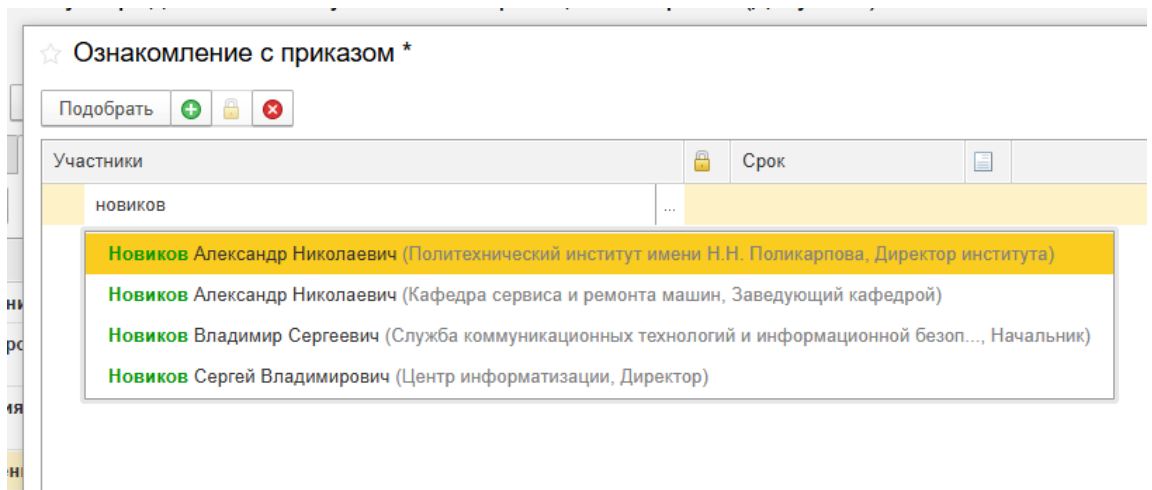 Ознакомление с приказом *
Подобрать
Участники Срок
новиков ...
Новиков Александр Николаевич (Политехнический институт имени Н.Н. Поликарпова, Директор института)
Новиков Александр Николаевич (Кафедра сервиса и ремонта машин, Заведующий кафедрой)
Новиков Владимир Сергеевич (Служба коммуникационных технологий и информационной безоп..., Начальник)
Новиков Сергей Владимирович (Центр информатизации, Директор)